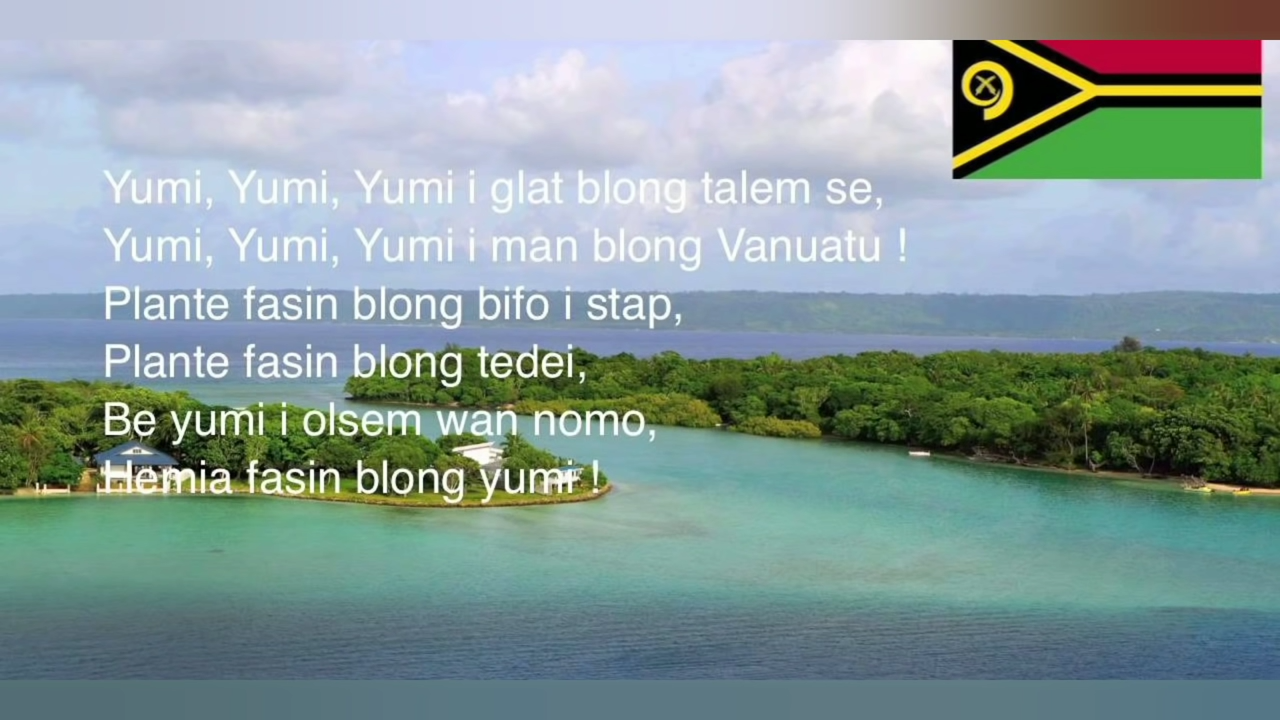 Yumi, Yumi, Yumi i glat blong talem se,
Yumi, Yumi, Yumi i man blong Vanuatu !
Plante fasin blong bifo i stap,
Plante fasin blong tedei,
Be yumi i olsem wan nomo,
Hemia fasin blong yumi !